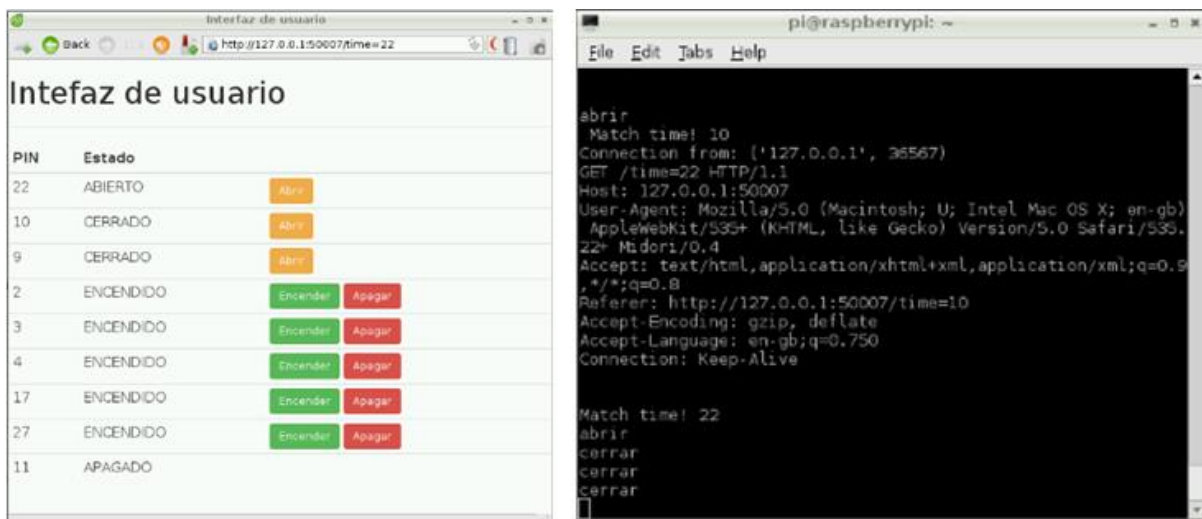 Interfaz de usuario
Back http://127.0.0.1:50007/time=22
Intefaz de usuario
PIN Estado
22 ABIERTO Abrir
10 CERRADO Abrir
9 CERRADO Abrir
2 ENCENDIDO Encender Apagar
3 ENCENDIDO Encender Apagar
4 ENCENDIDO Encender Apagar
17 ENCENDIDO Encender Apagar
27 ENCENDIDO Encender Apagar
11 APAGADO
pi@raspberrypi: ~
File Edit Tabs Help
abrir
Match time! 10
Connection from: ('127.0.0.1', 36567)
GET /time=22 HTTP/1.1
Host: 127.0.0.1:50007
User-Agent: Mozilla/5.0 (Macintosh; U; Intel Mac OS X; en-gb)
AppleWebKit/535+ (KHTML, like Gecko) Version/5.0 Safari/535.
22+ Midori/0.4
Accept: text/html,application/xhtml+xml,application/xml;q=0.9
,*/*;q=0.8
Referer: http://127.0.0.1:50007/time=10
Accept-Encoding: gzip, deflate
Accept-Language: en-gb;q=0.750
Connection: Keep-Alive
Match time! 22
abrir
cerrar
cerrar
cerrar